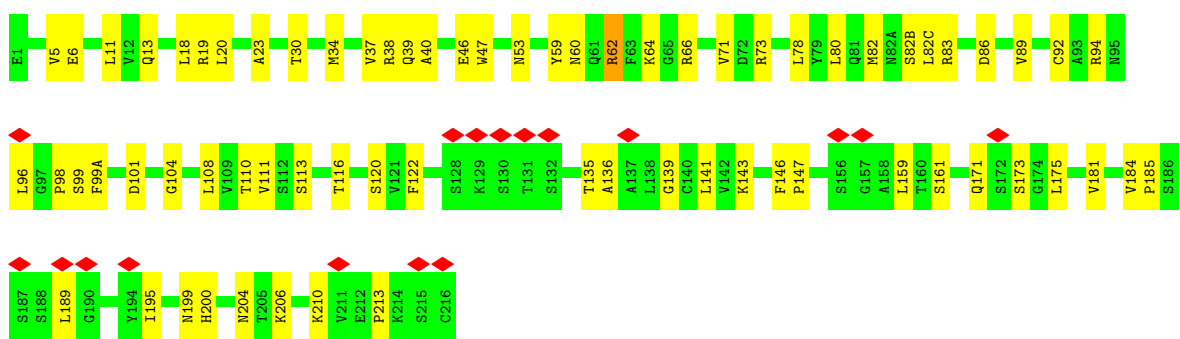 E1 V5 E6 L11 V12 Q13 L18 R19 L20 A23 T30 M34 V37 R38 Q39 A40 E46 W47 N53 Y59 N60 Q61 R62 F63 K64 G65 R66 V71 D72 R73 L78 Y79 L80 Q81 M82 N82A S82B L82C R83 D86 V89 C92 A93 R94 N95
L96 G97 P98 S99 F99A D101 G104 L108 V109 T110 V111 S112 S113 T116 S120 V121 F122 S128 K129 S130 T131 S132 T135 A136 A137 L138 G139 C140 L141 V142 K143 F146 P147 S156 G157 A158 L159 T160 S161 Q171 S172 S173 G174 L175 V181 V184 P185 S186
S187 S188 L189 G190 Y194 I195 N199 H200 N204 T205 K206 K210 V211 E212 P213 K214 S215 C216